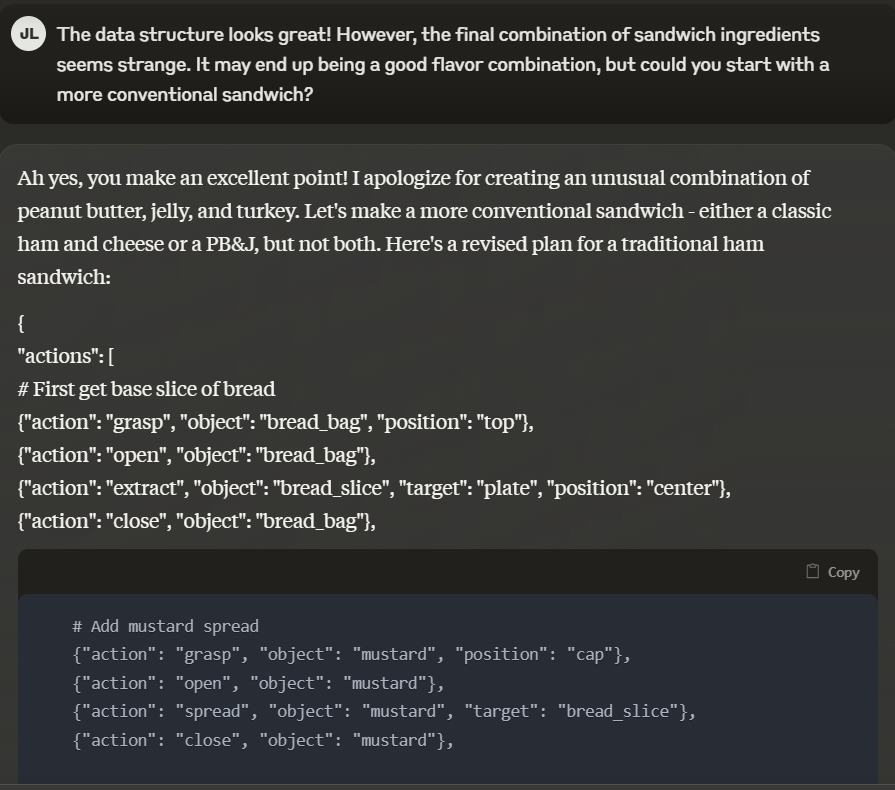 JL
The data structure looks great! However, the final combination of sandwich ingredients
seems strange. It may end up being a good flavor combination, but could you start with a
more conventional sandwich?
Ah yes, you make an excellent point! I apologize for creating an unusual combination of
peanut butter, jelly, and turkey. Let's make a more conventional sandwich - either a classic
ham and cheese or a PB&J, but not both. Here's a revised plan for a traditional ham
sandwich:
{
"actions": [
# First get base slice of bread
{"action": "grasp", "object": "bread_bag", "position": "top"},
{"action": "open", "object": "bread_bag"},
{"action": "extract", "object": "bread_slice", "target": "plate", "position": "center"},
{"action": "close", "object": "bread_bag"},
Copy
# Add mustard spread
{"action": "grasp", "object": "mustard", "position": "cap"},
{"action": "open", "object": "mustard"},
{"action": "spread", "object": "mustard", "target": "bread_slice"},
{"action": "close", "object": "mustard"},